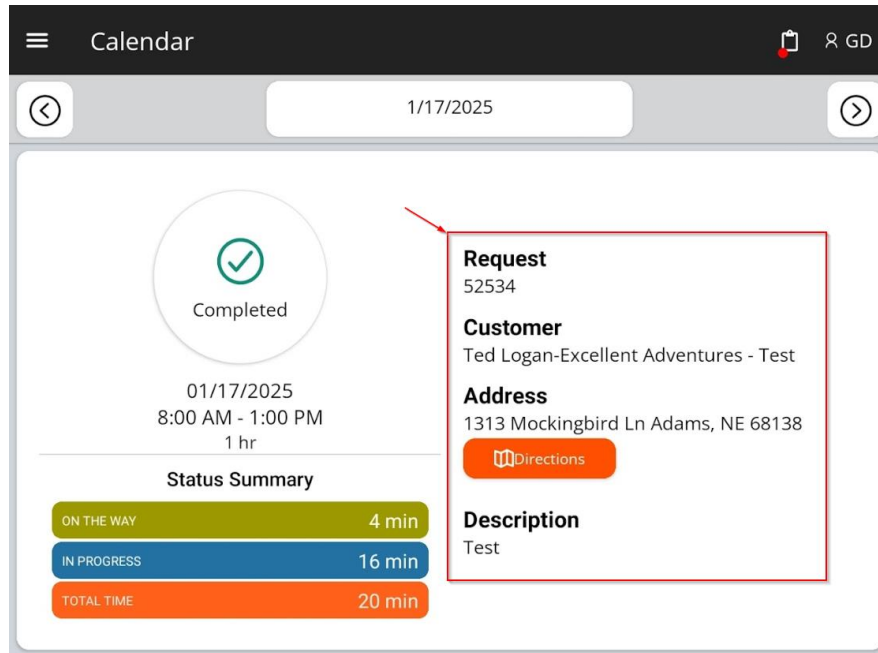 Calendar
GD
1/17/2025
Completed
01/17/2025
8:00 AM - 1:00 PM
1 hr
Status Summary
ON THE WAY 4 min
IN PROGRESS 16 min
TOTAL TIME 20 min
Request
52534
Customer
Ted Logan-Excellent Adventures - Test
Address
1313 Mockingbird Ln Adams, NE 68138
Directions
Description
Test